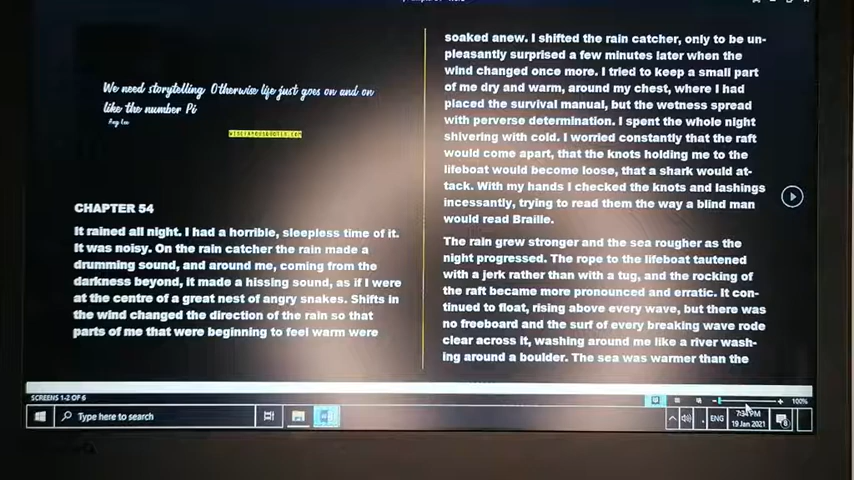 We need storytelling. Otherwise life just goes on and on
like the number Pi
Ang Lee
WISEFAMOUSQUOTES.COM
CHAPTER 54
It rained all night. I had a horrible, sleepless time of it.
It was noisy. On the rain catcher the rain made a
drumming sound, and around me, coming from the
darkness beyond, it made a hissing sound, as if I were
at the centre of a great nest of angry snakes. Shifts in
the wind changed the direction of the rain so that
parts of me that were beginning to feel warm were
soaked anew. I shifted the rain catcher, only to be un-
pleasantly surprised a few minutes later when the
wind changed once more. I tried to keep a small part
of me dry and warm, around my chest, where I had
placed the survival manual, but the wetness spread
with perverse determination. I spent the whole night
shivering with cold. I worried constantly that the raft
would come apart, that the knots holding me to the
lifeboat would become loose, that a shark would at-
tack. With my hands I checked the knots and lashings
incessantly, trying to read them the way a blind man
would read Braille.
The rain grew stronger and the sea rougher as the
night progressed. The rope to the lifeboat tautened
with a jerk rather than with a tug, and the rocking of
the raft became more pronounced and erratic. It con-
tinued to float, rising above every wave, but there was
no freeboard and the surf of every breaking wave rode
clear across it, washing around me like a river wash-
ing around a boulder. The sea was warmer than the
SCREENS 1-2 OF 6
100%
Type here to search
ENG
7:34 PM
19 Jan 2021